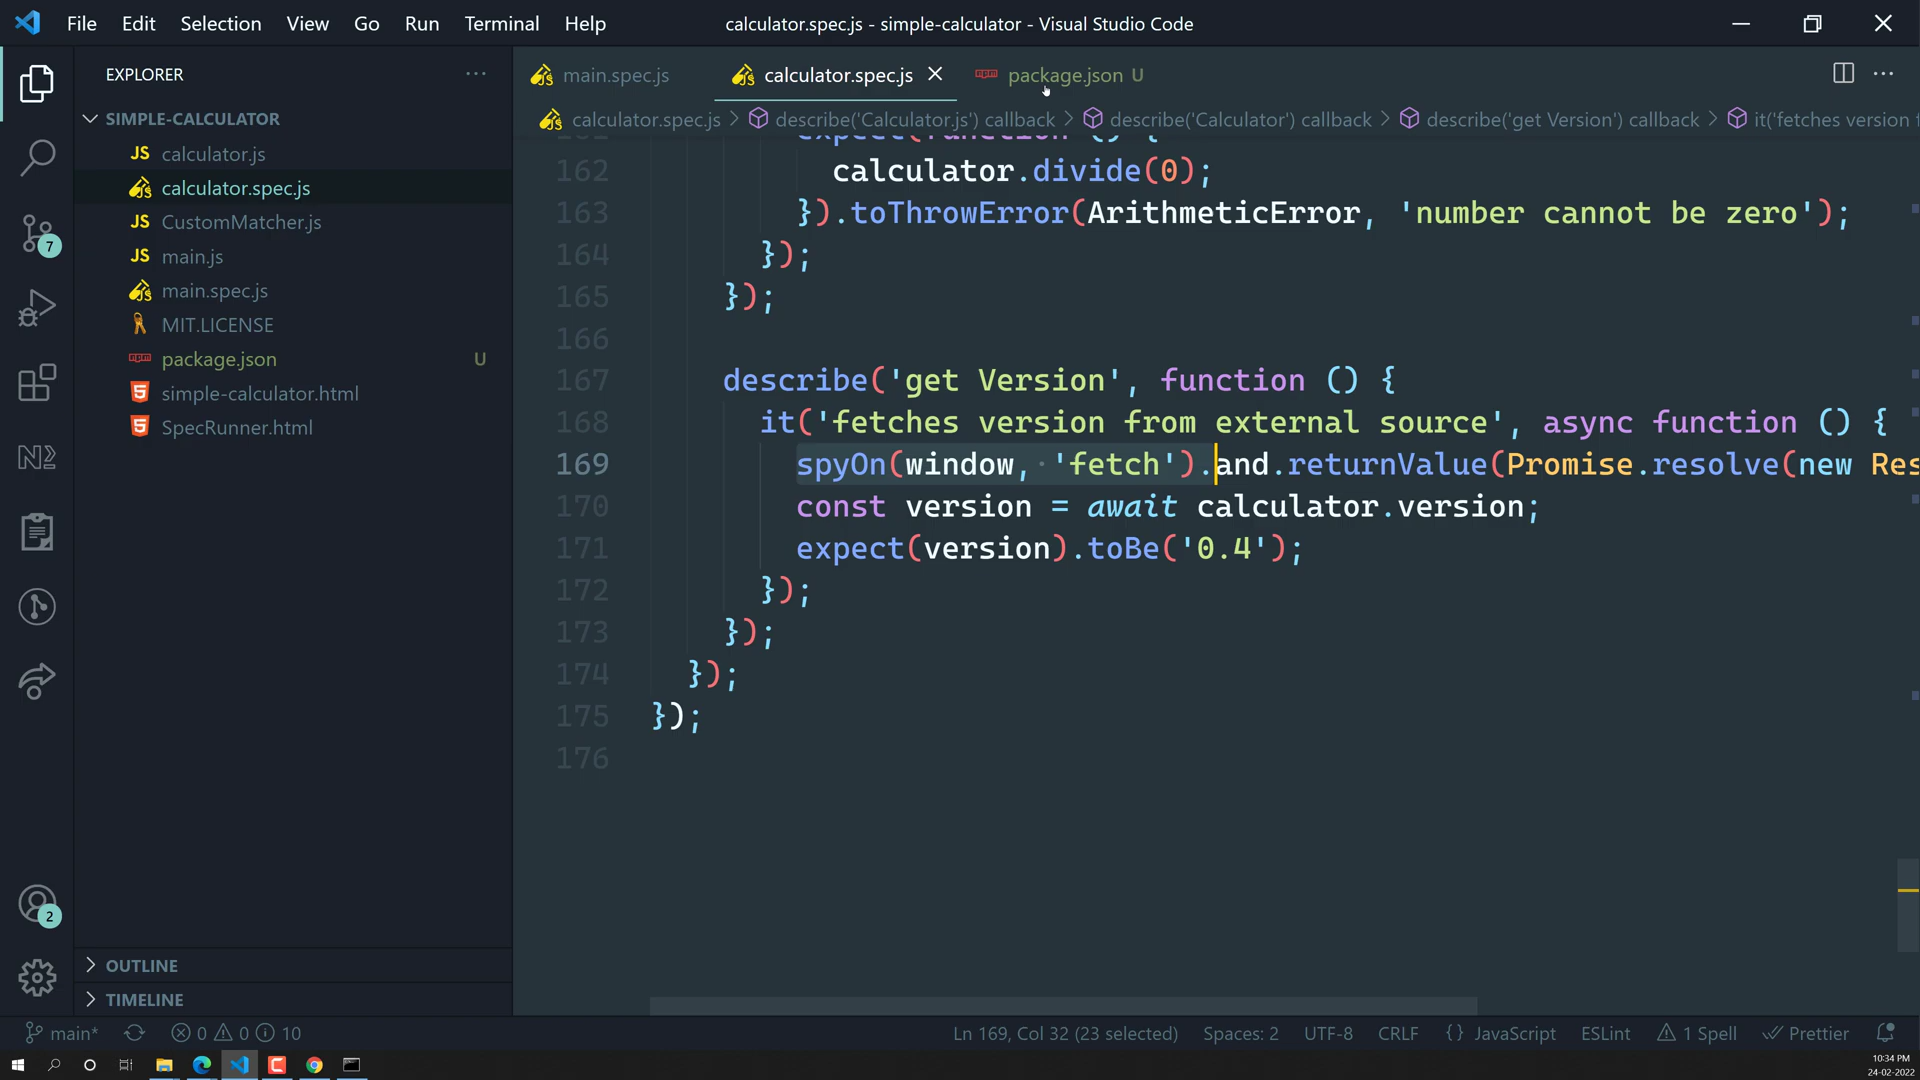 File Edit Selection View Go Run Terminal Help calculator.spec.js - simple-calculator - Visual Studio Code
EXPLORER
main.spec.js calculator.spec.js package.json U
SIMPLE-CALCULATOR
calculator.spec.js > describe('Calculator.js') callback > describe('Calculator') callback > describe('get Version') callback > it('fetches version f
calculator.js
calculator.spec.js
CustomMatcher.js
main.js
main.spec.js
MIT.LICENSE
package.json U
simple-calculator.html
SpecRunner.html
OUTLINE
TIMELINE
7
2
162 calculator.divide(0);
163 }).toThrowError(ArithmeticError, 'number cannot be zero');
164 });
165 });
166
167 describe('get Version', function () {
168 it('fetches version from external source', async function () {
169 spyOn(window, 'fetch').and.returnValue(Promise.resolve(new Res
170 const version = await calculator.version;
171 expect(version).toBe('0.4');
172 });
173 });
174 });
175 });
176
main* 0 0 10 Ln 169, Col 32 (23 selected) Spaces: 2 UTF-8 CRLF {} JavaScript ESLint 1 Spell Prettier
10:34 PM
24-02-2022